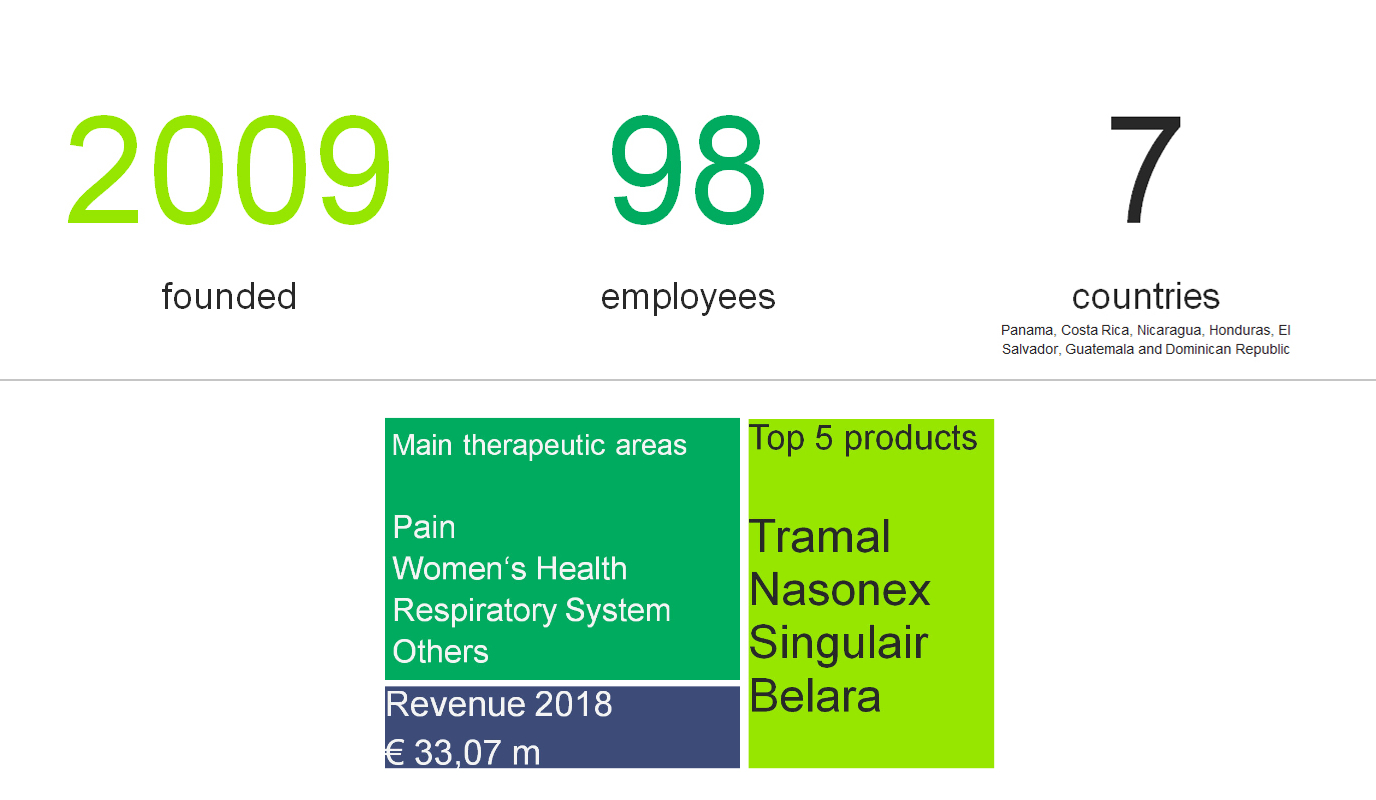 2009
founded
98
employees
7
countries
Panama, Costa Rica, Nicaragua, Honduras, El
Salvador, Guatemala and Dominican Republic
Main therapeutic areas
Pain
Women‘s Health
Respiratory System
Others
Revenue 2018
€ 33,07 m
Top 5 products
Tramal
Nasonex
Singulair
Belara